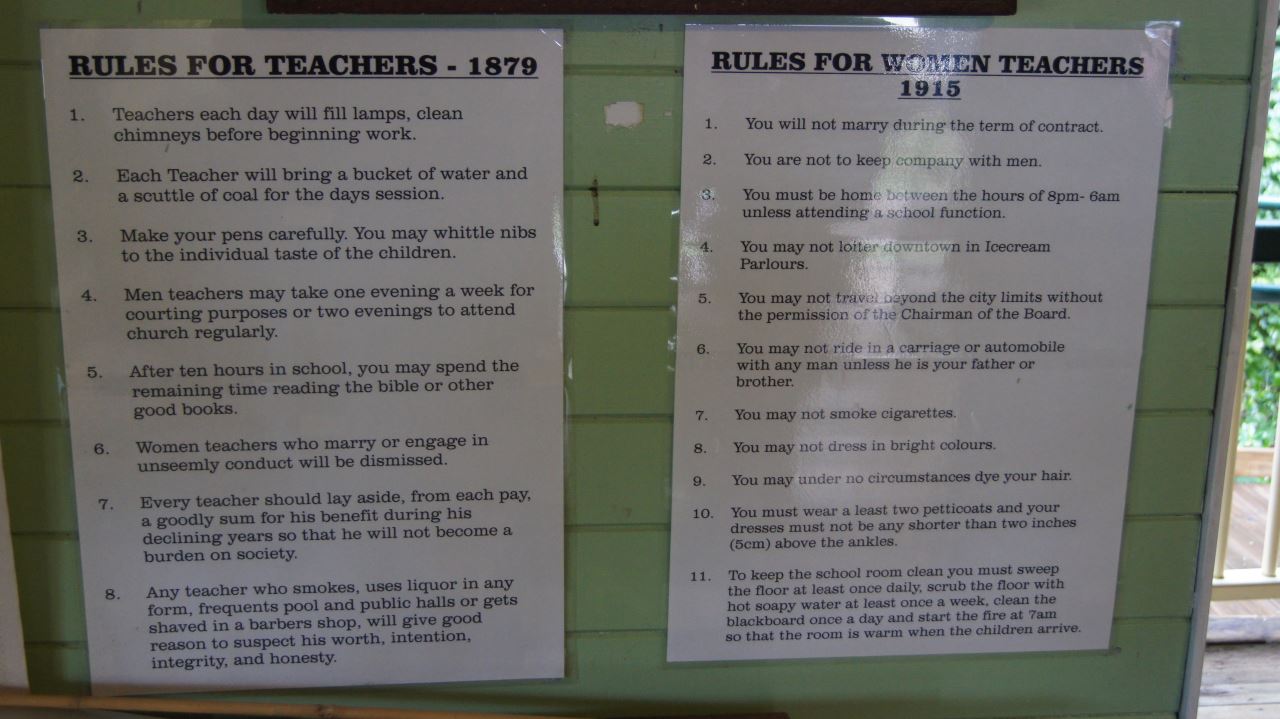 RULES FOR TEACHERS - 1879
1. Teachers each day will fill lamps, clean
chimneys before beginning work.
2. Each Teacher will bring a bucket of water and
a scuttle of coal for the days session.
3. Make your pens carefully. You may whittle nibs
to the individual taste of the children.
4. Men teachers may take one evening a week for
courting purposes or two evenings to attend
church regularly.
5. After ten hours in school, you may spend the
remaining time reading the bible or other
good books.
6. Women teachers who marry or engage in
unseemly conduct will be dismissed.
7. Every teacher should lay aside, from each pay,
a goodly sum for his benefit during his
declining years so that he will not become a
burden on society.
8. Any teacher who smokes, uses liquor in any
form, frequents pool and public halls or gets
shaved in a barbers shop, will give good
reason to suspect his worth, intention,
integrity, and honesty.
RULES FOR WOMEN TEACHERS
1915
1. You will not marry during the term of contract.
2. You are not to keep company with men.
3. You must be home between the hours of 8pm- 6am
unless attending a school function.
4. You may not loiter downtown in Icecream
Parlours.
5. You may not travel beyond the city limits without
the permission of the Chairman of the Board.
6. You may not ride in a carriage or automobile
with any man unless he is your father or
brother.
7. You may not smoke cigarettes.
8. You may not dress in bright colours.
9. You may under no circumstances dye your hair.
10. You must wear a least two petticoats and your
dresses must not be any shorter than two inches
(5cm) above the ankles.
11. To keep the school room clean you must sweep
the floor at least once daily, scrub the floor with
hot soapy water at least once a week, clean the
blackboard once a day and start the fire at 7am
so that the room is warm when the children arrive.